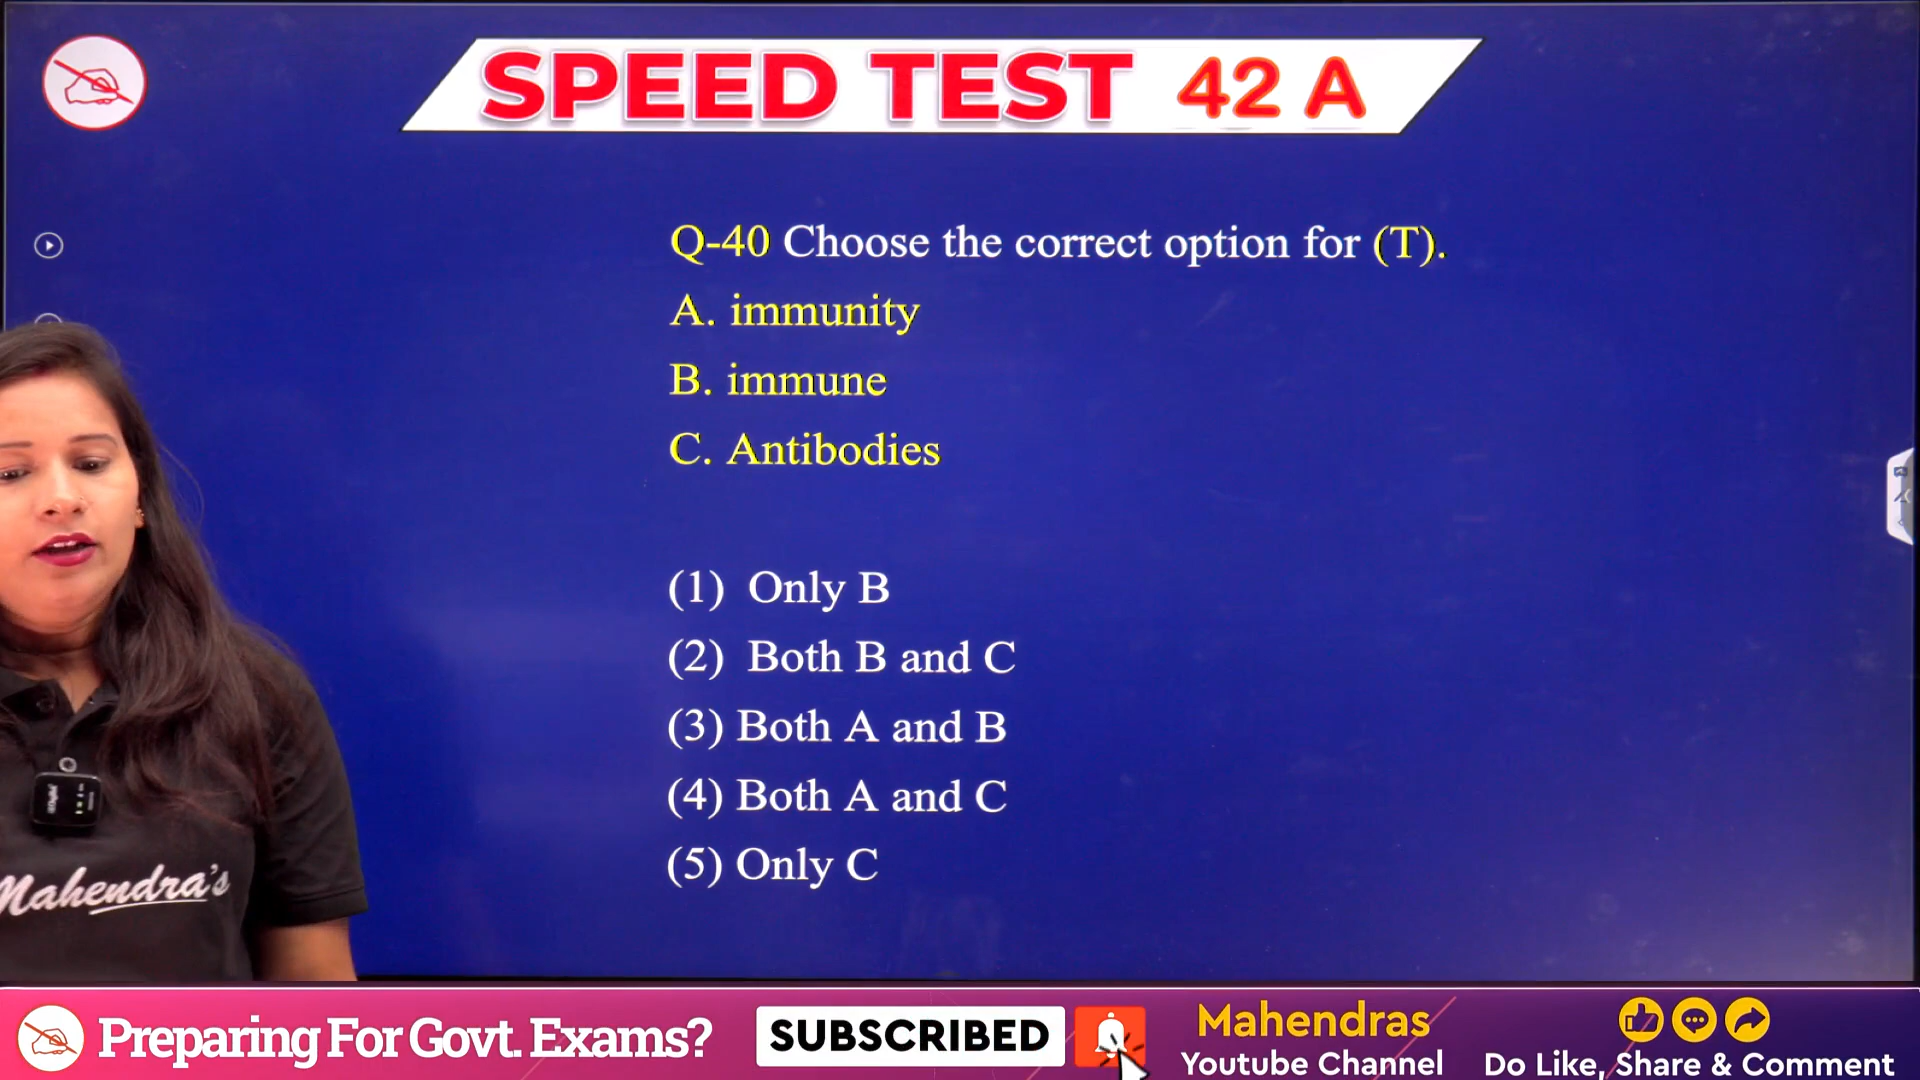 SPEED TEST 42 A
Q-40 Choose the correct option for (T).
A. immunity
B. immune
C. Antibodies
(1) Only B
(2) Both B and C
(3) Both A and B
(4) Both A and C
(5) Only C
Mahendra's
Preparing For Govt. Exams?
SUBSCRIBED
Mahendras
Youtube Channel
Do Like, Share & Comment